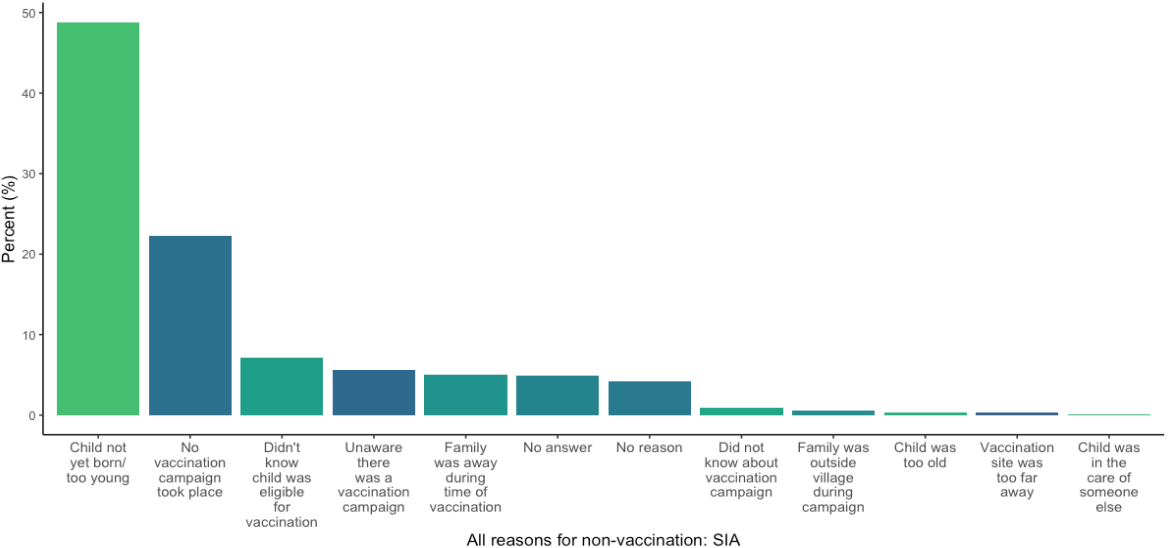 50
40
30
20
10
0
Percent (%)
Child not
yet born/
too young
No
vaccination
campaign
took place
Didn't
know
child was
eligible
for
vaccination
Unaware
there
was a
vaccination
campaign
Family
was away
during
time of
vaccination
No answer
No reason
Did not
know about
vaccination
campaign
Family was
outside
village
during
campaign
Child was
too old
Vaccination
site was
too far
away
Child was
in the
care of
someone
else
All reasons for non-vaccination: SIA